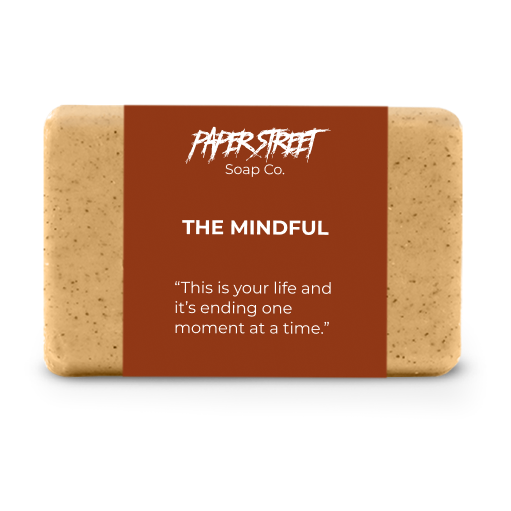 PAPER STREET
Soap Co.
THE MINDFUL
“This is your life and
it’s ending one
moment at a time.”